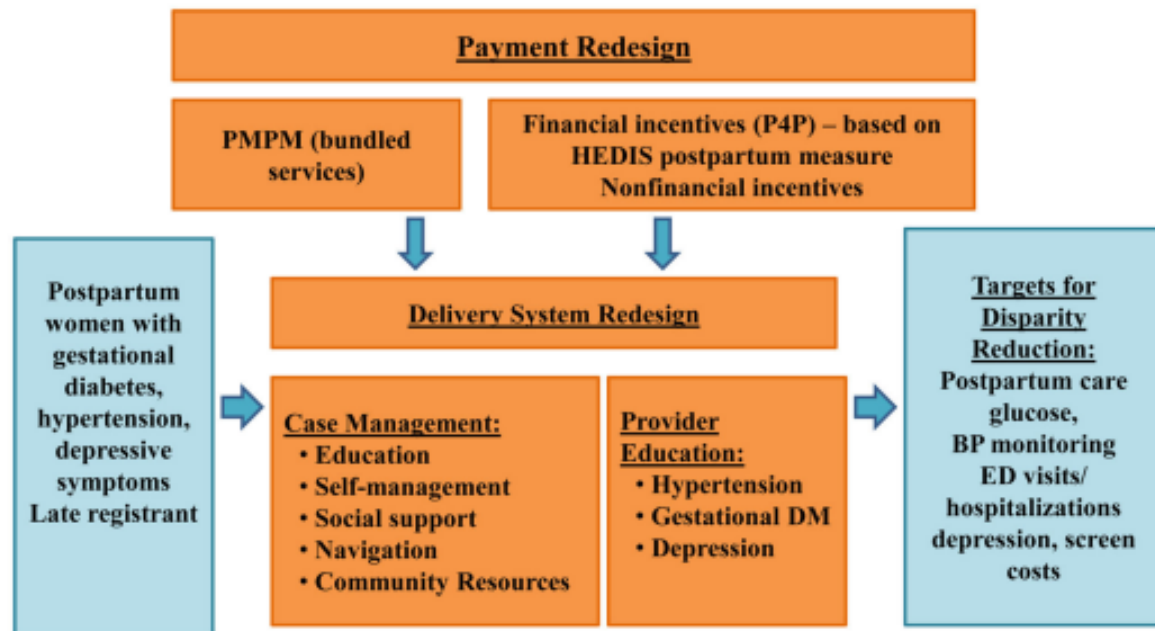 Payment Redesign
PMPM (bundled
services)
Financial incentives (P4P) – based on
HEDIS postpartum measure
Nonfinancial incentives
Postpartum
women with
gestational
diabetes,
hypertension,
depressive
symptoms
Late registrant
Delivery System Redesign
Case Management:
• Education
• Self-management
• Social support
• Navigation
• Community Resources
Provider
Education:
• Hypertension
• Gestational DM
• Depression
Targets for
Disparity
Reduction:
Postpartum care
glucose,
BP monitoring
ED visits/
hospitalizations
depression, screen
costs